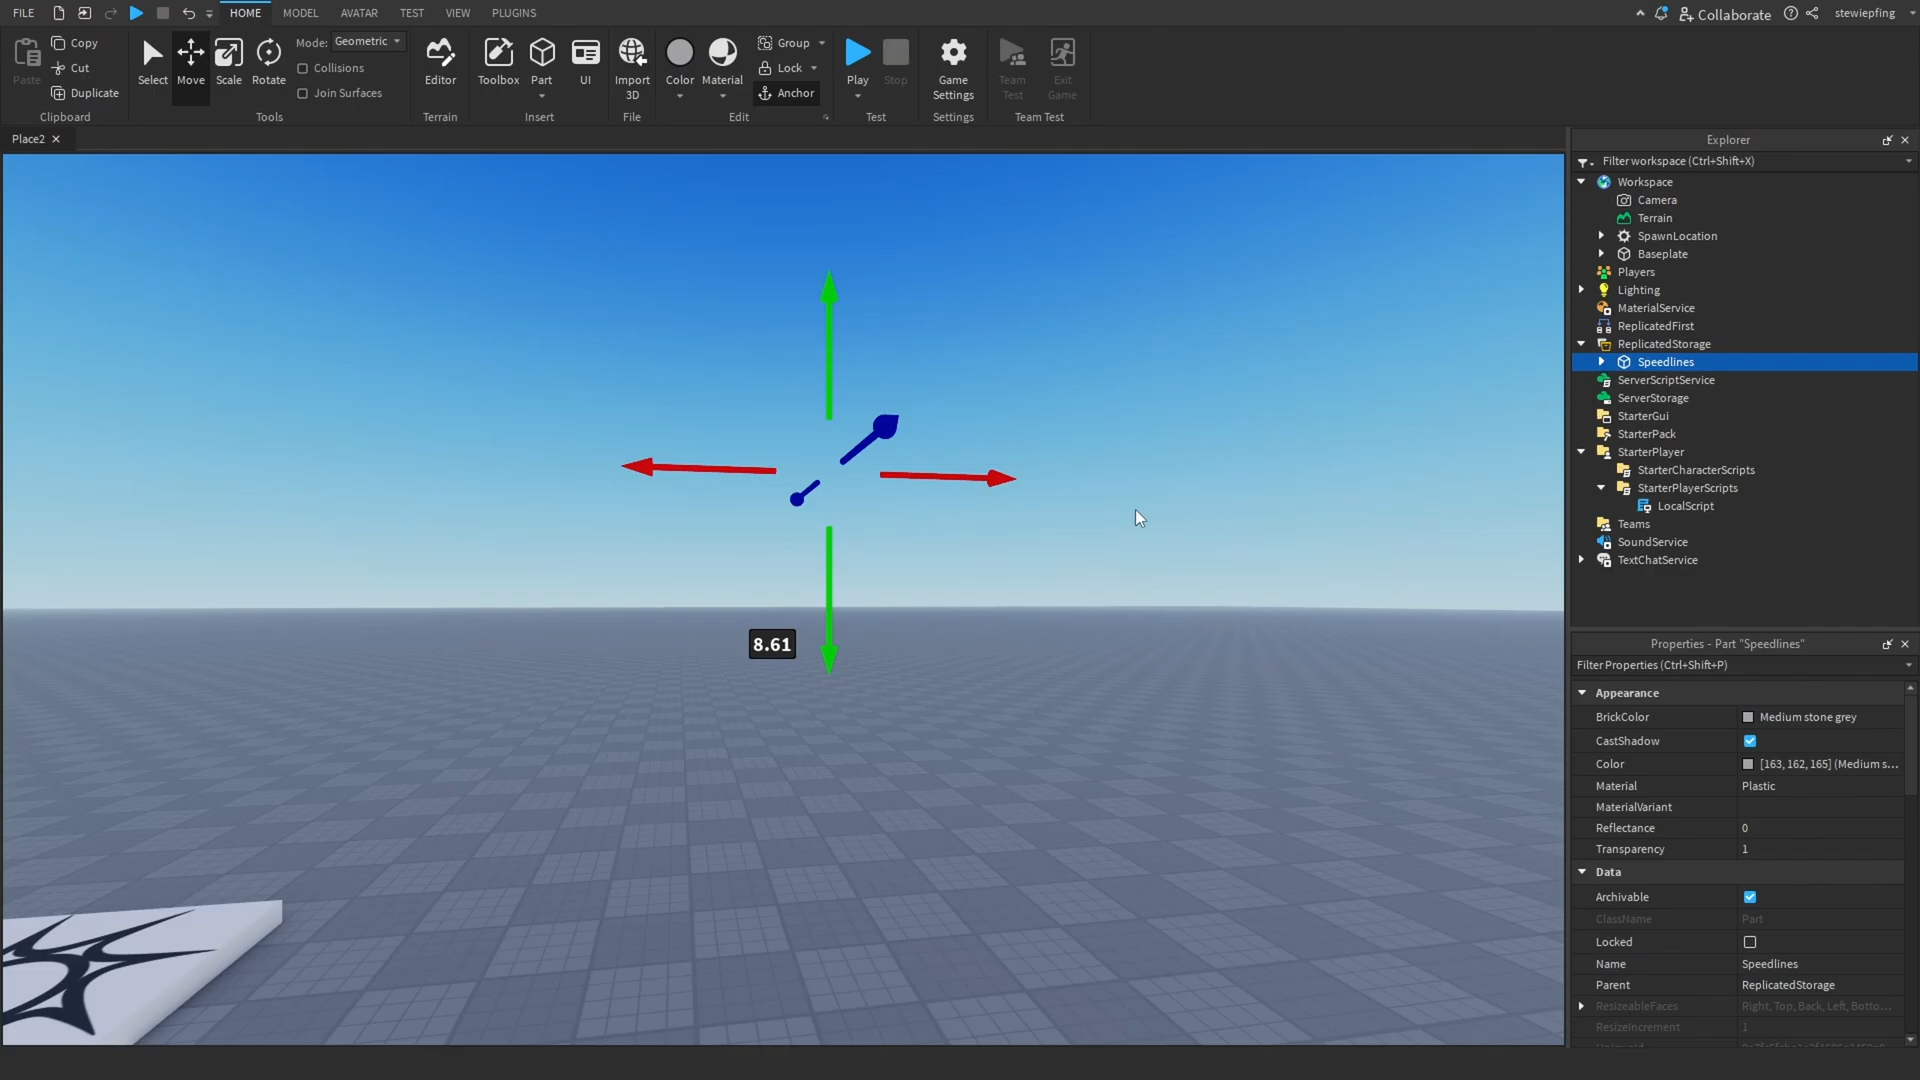 FILE HOME MODEL AVATAR TEST VIEW PLUGINS Collaborate stewiepfing
Paste Copy Cut Duplicate Clipboard
Select Move Scale Rotate Mode: Geometric Collisions Join Surfaces Tools
Editor Terrain
Toolbox Part UI Insert
Import 3D File
Color Material Group Lock Anchor Edit
Play Stop Test
Game Settings Settings
Team Test Exit Game Team Test
Place2
8.61
Explorer
Filter workspace (Ctrl+Shift+X)
Workspace
Camera
Terrain
SpawnLocation
Baseplate
Players
Lighting
MaterialService
ReplicatedFirst
ReplicatedStorage
Speedlines
ServerScriptService
ServerStorage
StarterGui
StarterPack
StarterPlayer
StarterCharacterScripts
StarterPlayerScripts
LocalScript
Teams
SoundService
TextChatService
Properties - Part "Speedlines"
Filter Properties (Ctrl+Shift+P)
Appearance
BrickColor Medium stone grey
CastShadow
Color [163, 162, 165] (Medium s...
Material Plastic
MaterialVariant
Reflectance 0
Transparency 1
Data
Archivable
ClassName Part
Locked
Name Speedlines
Parent ReplicatedStorage
ResizeableFaces Right, Top, Back, Left, Botto...
ResizeIncrement 1